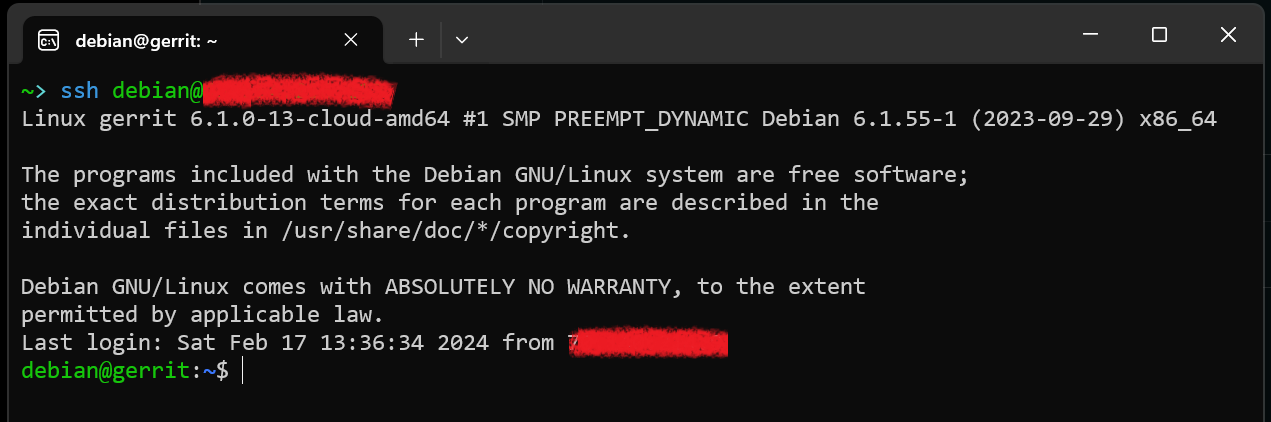 debian@gerrit: ~
~> ssh debian@
Linux gerrit 6.1.0-13-cloud-amd64 #1 SMP PREEMPT_DYNAMIC Debian 6.1.55-1 (2023-09-29) x86_64
The programs included with the Debian GNU/Linux system are free software;
the exact distribution terms for each program are described in the
individual files in /usr/share/doc/*/copyright.
Debian GNU/Linux comes with ABSOLUTELY NO WARRANTY, to the extent
permitted by applicable law.
Last login: Sat Feb 17 13:36:34 2024 from
debian@gerrit:~$